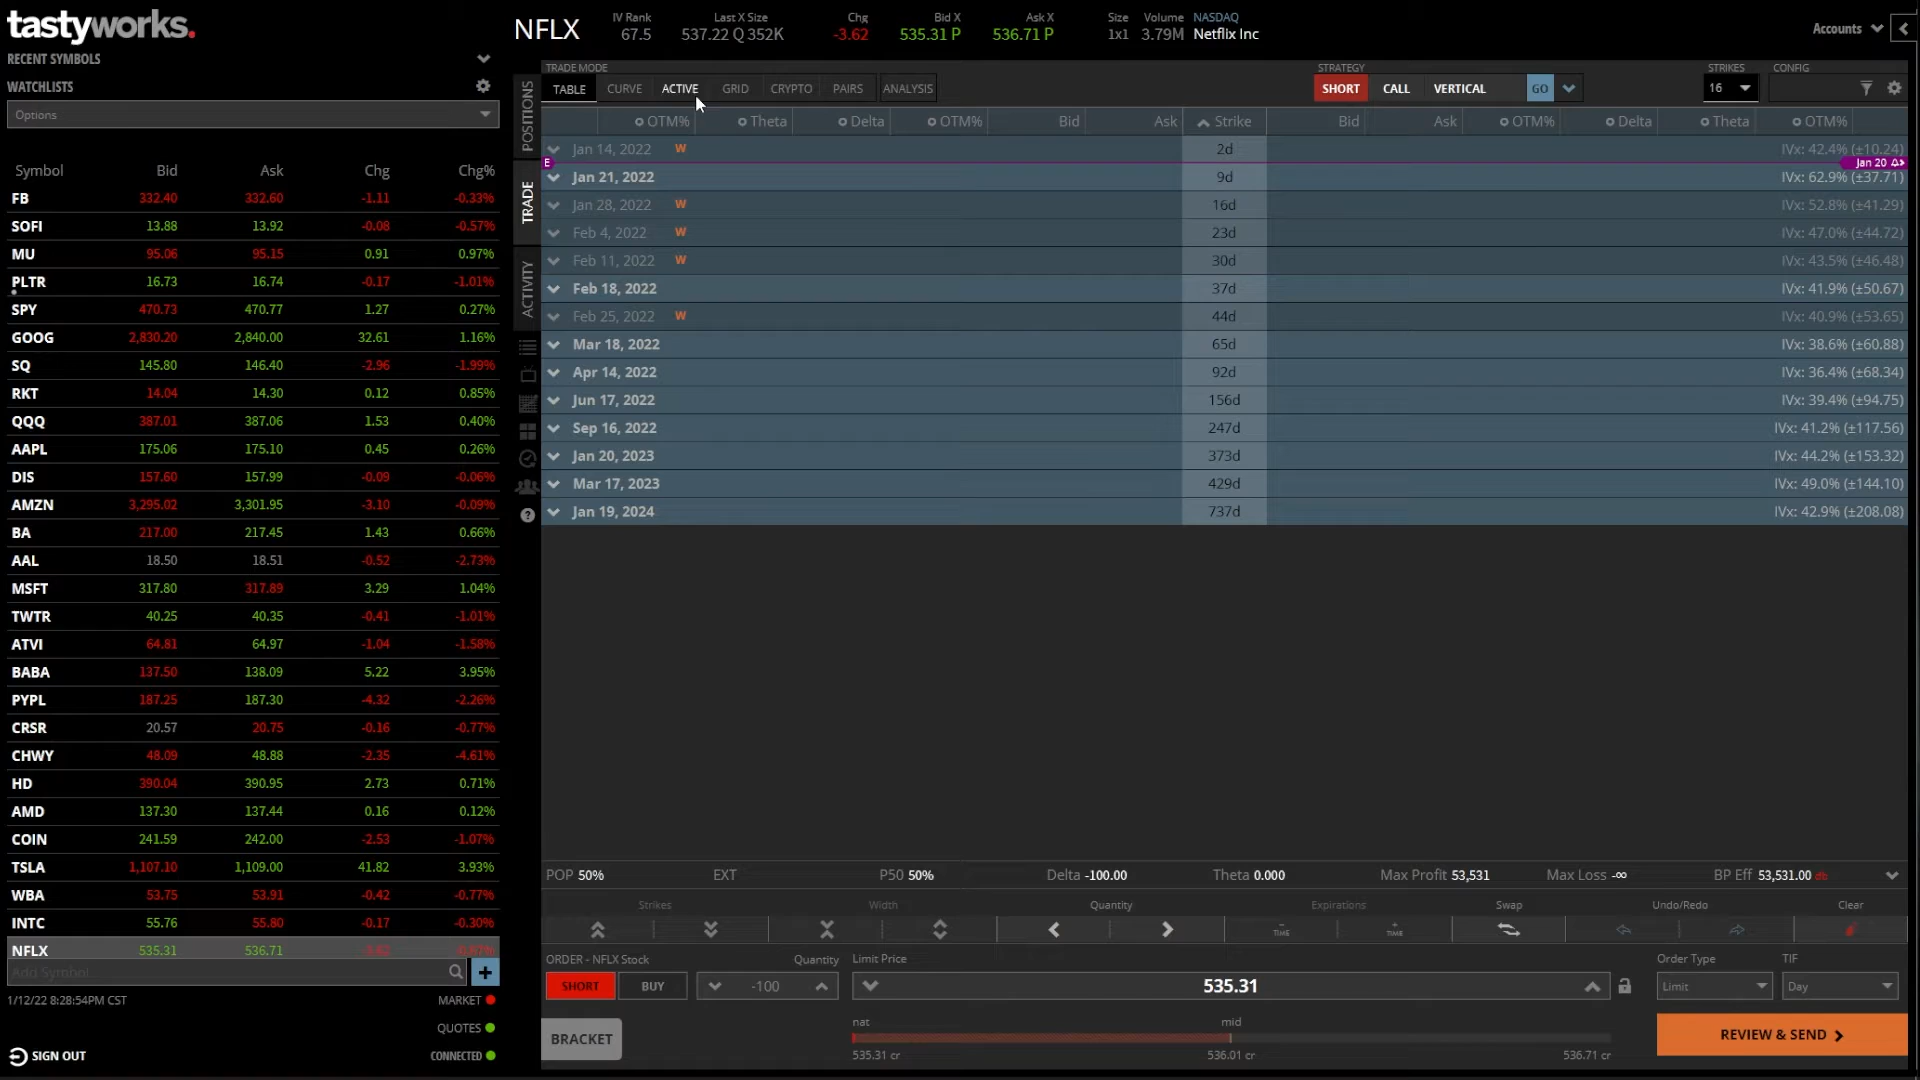 tastyworks.
RECENT SYMBOLS
WATCHLISTS
Options
Symbol Bid Ask Chg Chg%
FB 332.40 332.60 -1.11 -0.33%
SOFI 13.88 13.92 -0.08 -0.57%
MU 95.06 95.15 0.91 0.97%
PLTR 16.73 16.74 -0.17 -1.01%
SPY 470.73 470.77 1.27 0.27%
GOOG 2,830.20 2,840.00 32.61 1.16%
SQ 145.80 146.40 -2.96 -1.99%
RKT 14.04 14.30 0.12 0.85%
QQQ 387.01 387.06 1.53 0.40%
AAPL 175.06 175.10 0.45 0.26%
DIS 157.60 157.99 -0.09 -0.06%
AMZN 3,295.02 3,301.95 -3.10 -0.09%
BA 217.00 217.45 1.43 0.66%
AAL 18.50 18.51 -0.52 -2.73%
MSFT 317.80 317.89 3.29 1.04%
TWTR 40.25 40.35 -0.41 -1.01%
ATVI 64.81 64.97 -1.04 -1.58%
BABA 137.50 138.09 5.22 3.95%
PYPL 187.25 187.30 -4.32 -2.26%
CRSR 20.57 20.75 -0.16 -0.77%
CHWY 48.09 48.88 -2.35 -4.61%
HD 390.04 390.95 2.73 0.71%
AMD 137.30 137.44 0.16 0.12%
COIN 241.59 242.00 -2.53 -1.07%
TSLA 1,107.10 1,109.00 41.82 3.93%
WBA 53.75 53.91 -0.42 -0.77%
INTC 55.76 55.80 -0.17 -0.30%
NFLX 535.31 536.71 -3.62
Add Symbol...
1/12/22 8:28:54PM CST MARKET
QUOTES
SIGN OUT CONNECTED
NFLX
IV Rank Last X Size Chg Bid X Ask X Size Volume NASDAQ
67.5 537.22 Q 352K -3.62 535.31 P 536.71 P 1x1 3.79M Netflix Inc
Accounts
POSITIONS
TRADE
ACTIVITY
TRADE MODE STRATEGY STRIKES CONFIG
TABLE CURVE ACTIVE GRID CRYPTO PAIRS ANALYSIS SHORT CALL VERTICAL GO 16
OTM% Theta Delta OTM% Bid Ask Strike Bid Ask OTM% Delta Theta OTM%
Jan 14, 2022 W 2d IVx: 42.4% (±10.24)
E Jan 20
Jan 21, 2022 9d IVx: 62.9% (±37.71)
Jan 28, 2022 W 16d IVx: 52.8% (±41.29)
Feb 4, 2022 W 23d IVx: 47.0% (±44.72)
Feb 11, 2022 W 30d IVx: 43.5% (±46.48)
Feb 18, 2022 37d IVx: 41.9% (±50.67)
Feb 25, 2022 W 44d IVx: 40.9% (±53.65)
Mar 18, 2022 65d IVx: 38.6% (±60.88)
Apr 14, 2022 92d IVx: 36.4% (±68.34)
Jun 17, 2022 156d IVx: 39.4% (±94.75)
Sep 16, 2022 247d IVx: 41.2% (±117.56)
Jan 20, 2023 373d IVx: 44.2% (±153.32)
Mar 17, 2023 429d IVx: 49.0% (±144.10)
Jan 19, 2024 737d IVx: 42.9% (±208.08)
POP 50% EXT P50 50% Delta -100.00 Theta 0.000 Max Profit 53,531 Max Loss -∞ BP Eff 53,531.00 db
Strikes Width Quantity Expirations Swap Undo/Redo Clear
TIME TIME
ORDER - NFLX Stock Quantity Limit Price Order Type TIF
SHORT BUY -100 535.31 Limit Day
BRACKET
nat mid
535.31 cr 536.01 cr 536.71 cr
REVIEW & SEND